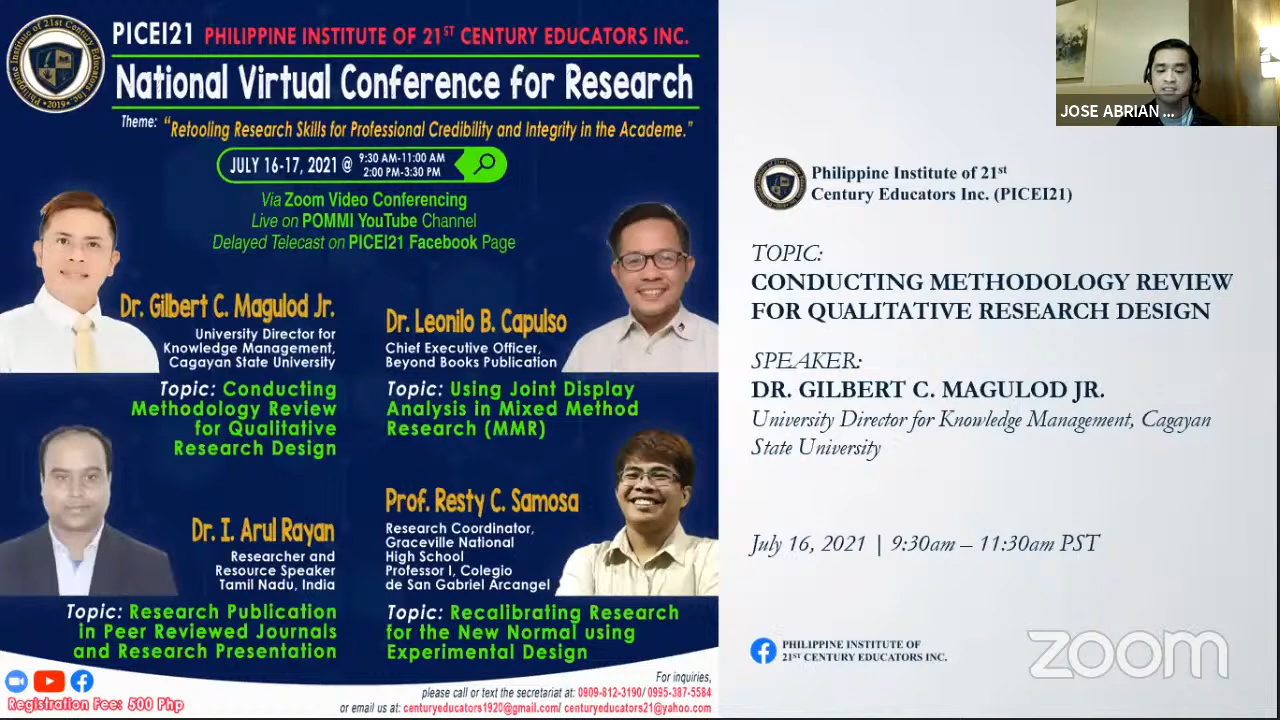 PICEI21 PHILIPPINE INSTITUTE OF 21ST CENTURY EDUCATORS INC.
National Virtual Conference for Research
Theme: "Retooling Research Skills for Professional Credibility and Integrity in the Academe."
JULY 16-17, 2021 @ 9:30 AM-11:00 AM
2:00 PM-3:30 PM
Via Zoom Video Conferencing
Live on POMMI YouTube Channel
Delayed Telecast on PICEI21 Facebook Page
Dr. Gilbert C. Magulod Jr.
University Director for
Knowledge Management,
Cagayan State University
Topic: Conducting
Methodology Review
for Qualitative
Research Design
Dr. Leonilo B. Capulso
Chief Executive Officer,
Beyond Books Publication
Topic: Using Joint Display
Analysis in Mixed Method
Research (MMR)
Dr. I. Arul Rayan
Researcher and
Resource Speaker
Tamil Nadu, India
Topic: Research Publication
in Peer Reviewed Journals
and Research Presentation
Prof. Resty C. Samosa
Research Coordinator,
Graceville National
High School
Professor I, Colegio
de San Gabriel Arcangel
Topic: Recalibrating Research
for the New Normal using
Experimental Design
Registration Fee: 500 Php
For inquiries,
please call or text the secretariat at: 0909-812-3190/ 0995-387-5584
or email us at: centuryeducators1920@gmail.com/ centuryeducators21@yahoo.com
JOSE ABRIAN ...
Philippine Institute of 21st
Century Educators Inc. (PICEI21)
TOPIC:
CONDUCTING METHODOLOGY REVIEW
FOR QUALITATIVE RESEARCH DESIGN
SPEAKER:
DR. GILBERT C. MAGULOD JR.
University Director for Knowledge Management, Cagayan
State University
July 16, 2021 | 9:30am – 11:30am PST
PHILIPPINE INSTITUTE OF
21ST CENTURY EDUCATORS INC.
zoom